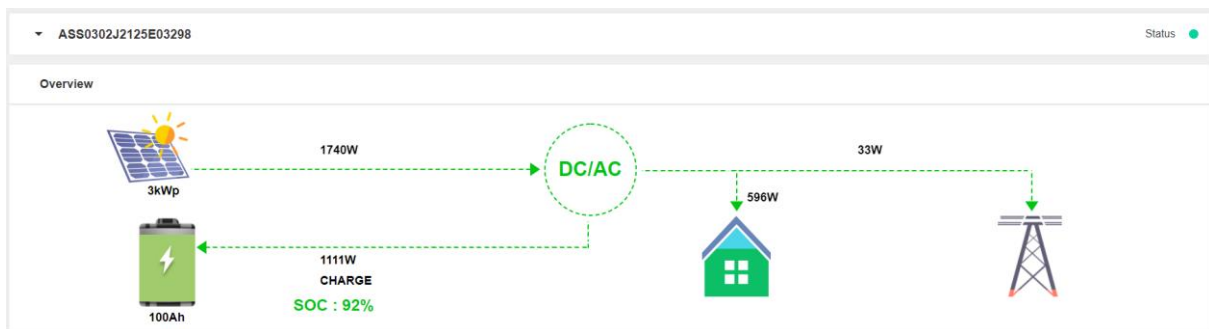 ASS0302J2125E03298
Status
Overview
1740W
33W
DC/AC
3kWp
596W
1111W
CHARGE
SOC : 92%
100Ah